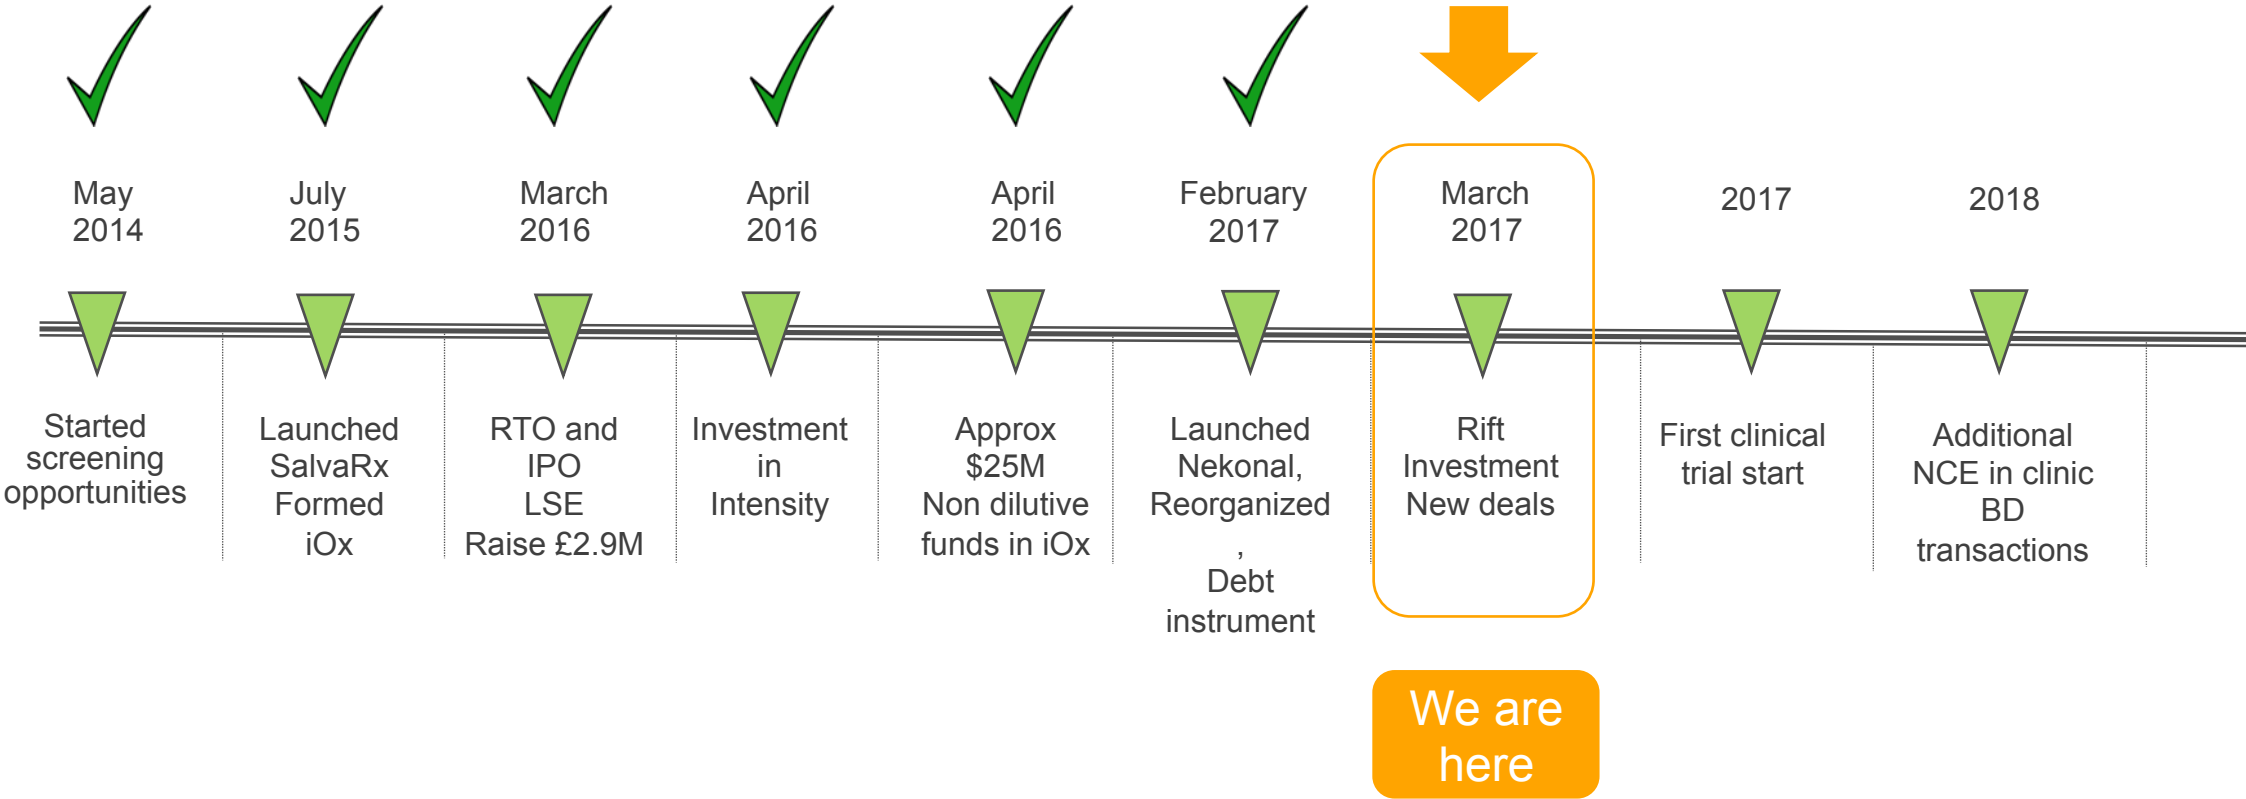 May
2014
July
2015
March
2016
April
2016
April
2016
February
2017
March
2017
2017
2018
Started
screening
opportunities
Launched
SalvaRx
Formed
iOx
RTO and
IPO
LSE
Raise £2.9M
Investment
in
Intensity
Approx
$25M
Non dilutive
funds in iOx
Launched
Nekonal,
Reorganized
,
Debt
instrument
Rift
Investment
New deals
First clinical
trial start
Additional
NCE in clinic
BD
transactions
We are
here